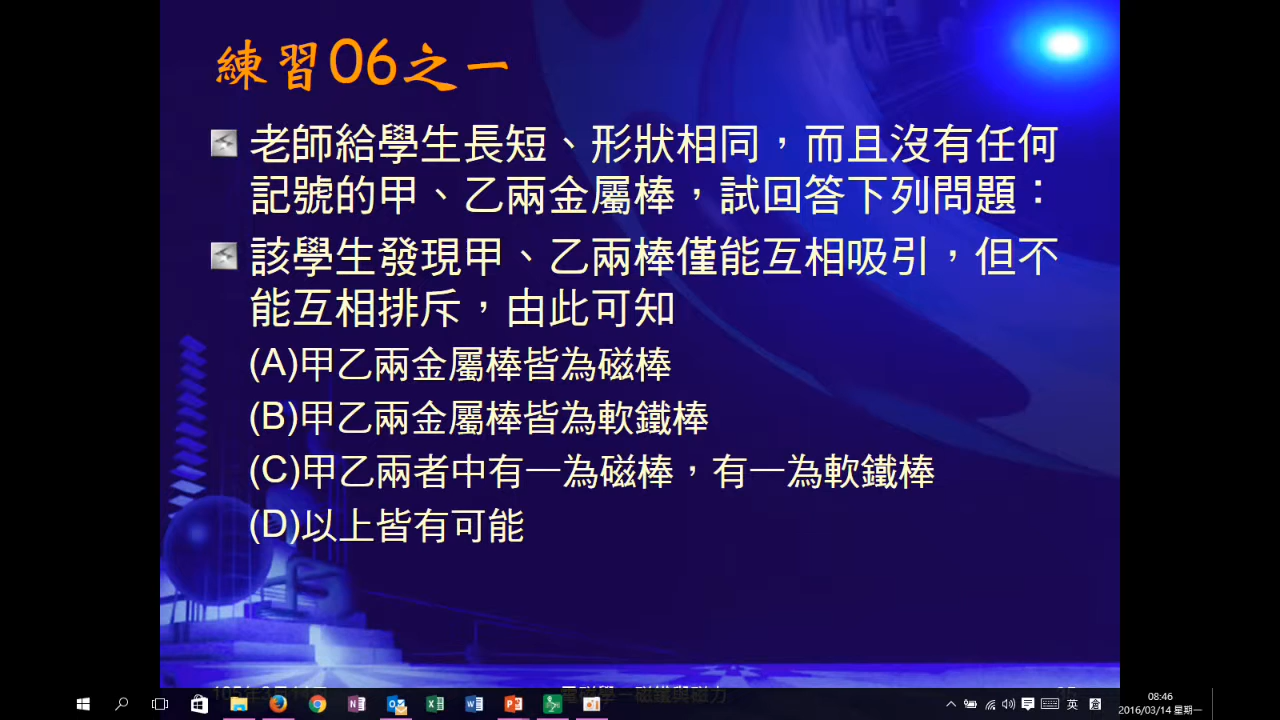 練習06之一
老師給學生長短、形狀相同，而且沒有任何
記號的甲、乙兩金屬棒，試回答下列問題：
該學生發現甲、乙兩棒僅能互相吸引，但不
能互相排斥，由此可知
(A)甲乙兩金屬棒皆為磁棒
(B)甲乙兩金屬棒皆為軟鐵棒
(C)甲乙兩者中有一為磁棒，有一為軟鐵棒
(D)以上皆有可能
08:46
英
2016/03/14 星期一